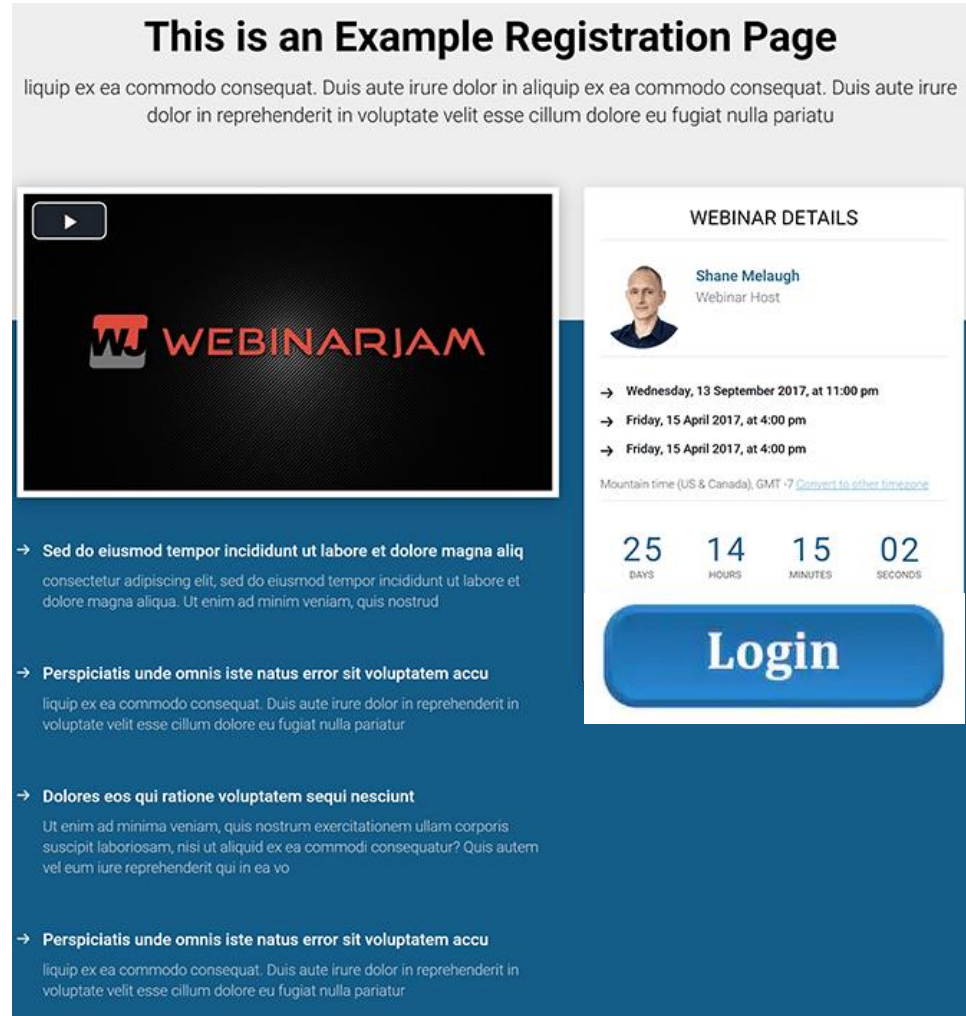 This is an Example Registration Page
liquip ex ea commodo consequat. Duis aute irure dolor in aliquip ex ea commodo consequat. Duis aute irure
dolor in reprehenderit in voluptate velit esse cillum dolore eu fugiat nulla pariatu
WJ WEBINARJAM
WEBINAR DETAILS
Shane Melaugh
Webinar Host
→ Wednesday, 13 September 2017, at 11:00 pm
→ Friday, 15 April 2017, at 4:00 pm
→ Friday, 15 April 2017, at 4:00 pm
Mountain time (US & Canada), GMT -7 Convert to other timezone
25 14 15 02
DAYS HOURS MINUTES SECONDS
Login
→ Sed do eiusmod tempor incididunt ut labore et dolore magna aliq
consectetur adipiscing elit, sed do eiusmod tempor incididunt ut labore et
dolore magna aliqua. Ut enim ad minim veniam, quis nostrud
→ Perspiciatis unde omnis iste natus error sit voluptatem accu
liquip ex ea commodo consequat. Duis aute irure dolor in reprehenderit in
voluptate velit esse cillum dolore eu fugiat nulla pariatur
→ Dolores eos qui ratione voluptatem sequi nesciunt
Ut enim ad minima veniam, quis nostrum exercitationem ullam corporis
suscipit laboriosam, nisi ut aliquid ex ea commodi consequatur? Quis autem
vel eum iure reprehenderit qui in ea vo
→ Perspiciatis unde omnis iste natus error sit voluptatem accu
liquip ex ea commodo consequat. Duis aute irure dolor in reprehenderit in
voluptate velit esse cillum dolore eu fugiat nulla pariatur